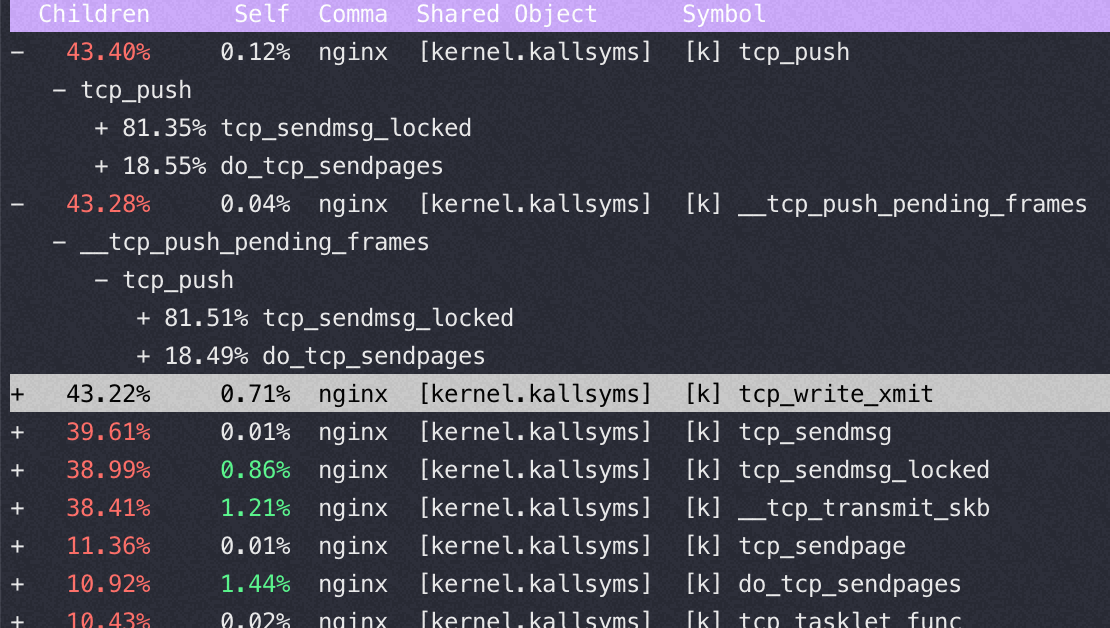 Children Self Comma Shared Object Symbol
− 43.40% 0.12% nginx [kernel.kallsyms] [k] tcp_push
− tcp_push
+ 81.35% tcp_sendmsg_locked
+ 18.55% do_tcp_sendpages
− 43.28% 0.04% nginx [kernel.kallsyms] [k] __tcp_push_pending_frames
− __tcp_push_pending_frames
− tcp_push
+ 81.51% tcp_sendmsg_locked
+ 18.49% do_tcp_sendpages
+ 43.22% 0.71% nginx [kernel.kallsyms] [k] tcp_write_xmit
+ 39.61% 0.01% nginx [kernel.kallsyms] [k] tcp_sendmsg
+ 38.99% 0.86% nginx [kernel.kallsyms] [k] tcp_sendmsg_locked
+ 38.41% 1.21% nginx [kernel.kallsyms] [k] __tcp_transmit_skb
+ 11.36% 0.01% nginx [kernel.kallsyms] [k] tcp_sendpage
+ 10.92% 1.44% nginx [kernel.kallsyms] [k] do_tcp_sendpages
+ 10.43% 0.02% nginx [kernel.kallsyms] [k] tcp_tasklet_func